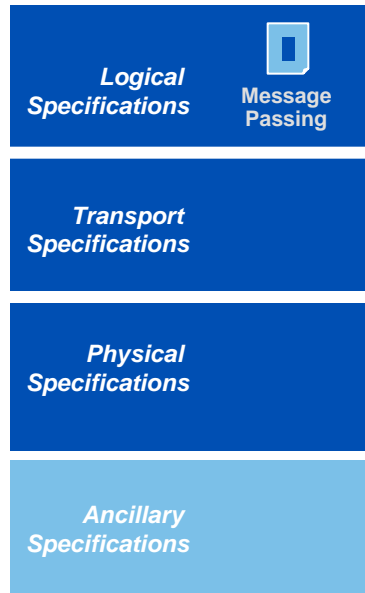 Logical
Specifications
Message
Passing
Transport
Specifications
Physical
Specifications
Ancillary
Specifications